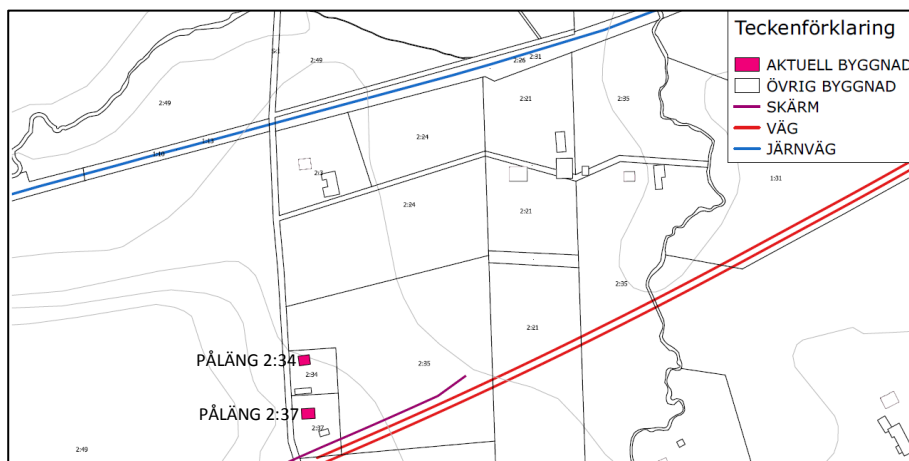 Teckenförklaring
AKTUELL BYGGNAD
ÖVRIG BYGGNAD
SKÄRM
VÄG
JÄRNVÄG
2:49
2:31
2:26
2:49
2:21
2:35
2:24
2:24
2:21
1:31
2:35
2:21
PÅLÄNG 2:34
2:34
2:35
PÅLÄNG 2:37
2:37
2:49